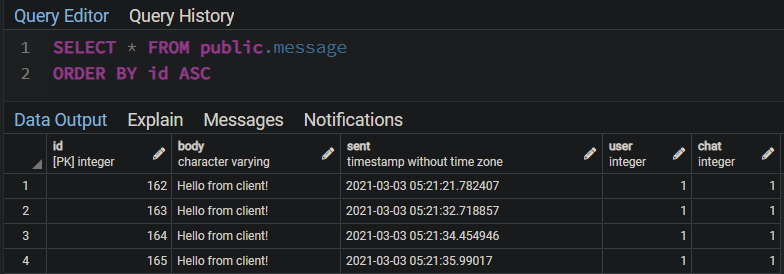 Query Editor Query History
1 SELECT * FROM public.message
2 ORDER BY id ASC
Data Output Explain Messages Notifications
id body sent user chat
[PK] integer character varying timestamp without time zone integer integer
1 162 Hello from client! 2021-03-03 05:21:21.782407 1 1
2 163 Hello from client! 2021-03-03 05:21:32.718857 1 1
3 164 Hello from client! 2021-03-03 05:21:34.454946 1 1
4 165 Hello from client! 2021-03-03 05:21:35.99017 1 1